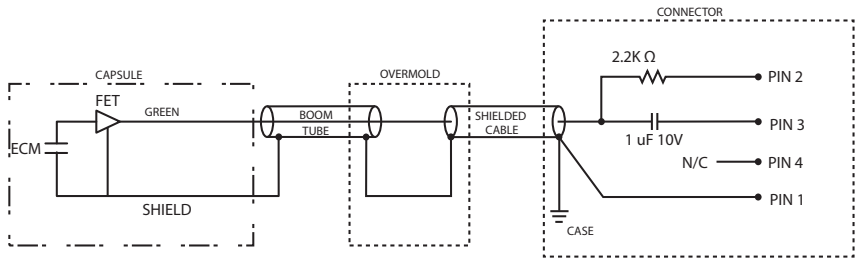 CONNECTOR
2.2K Ω
PIN 2
CAPSULE
OVERMOLD
FET
GREEN
BOOM
TUBE
SHIELDED
CABLE
PIN 3
1 uF 10V
ECM
N/C
PIN 4
PIN 1
SHIELD
CASE